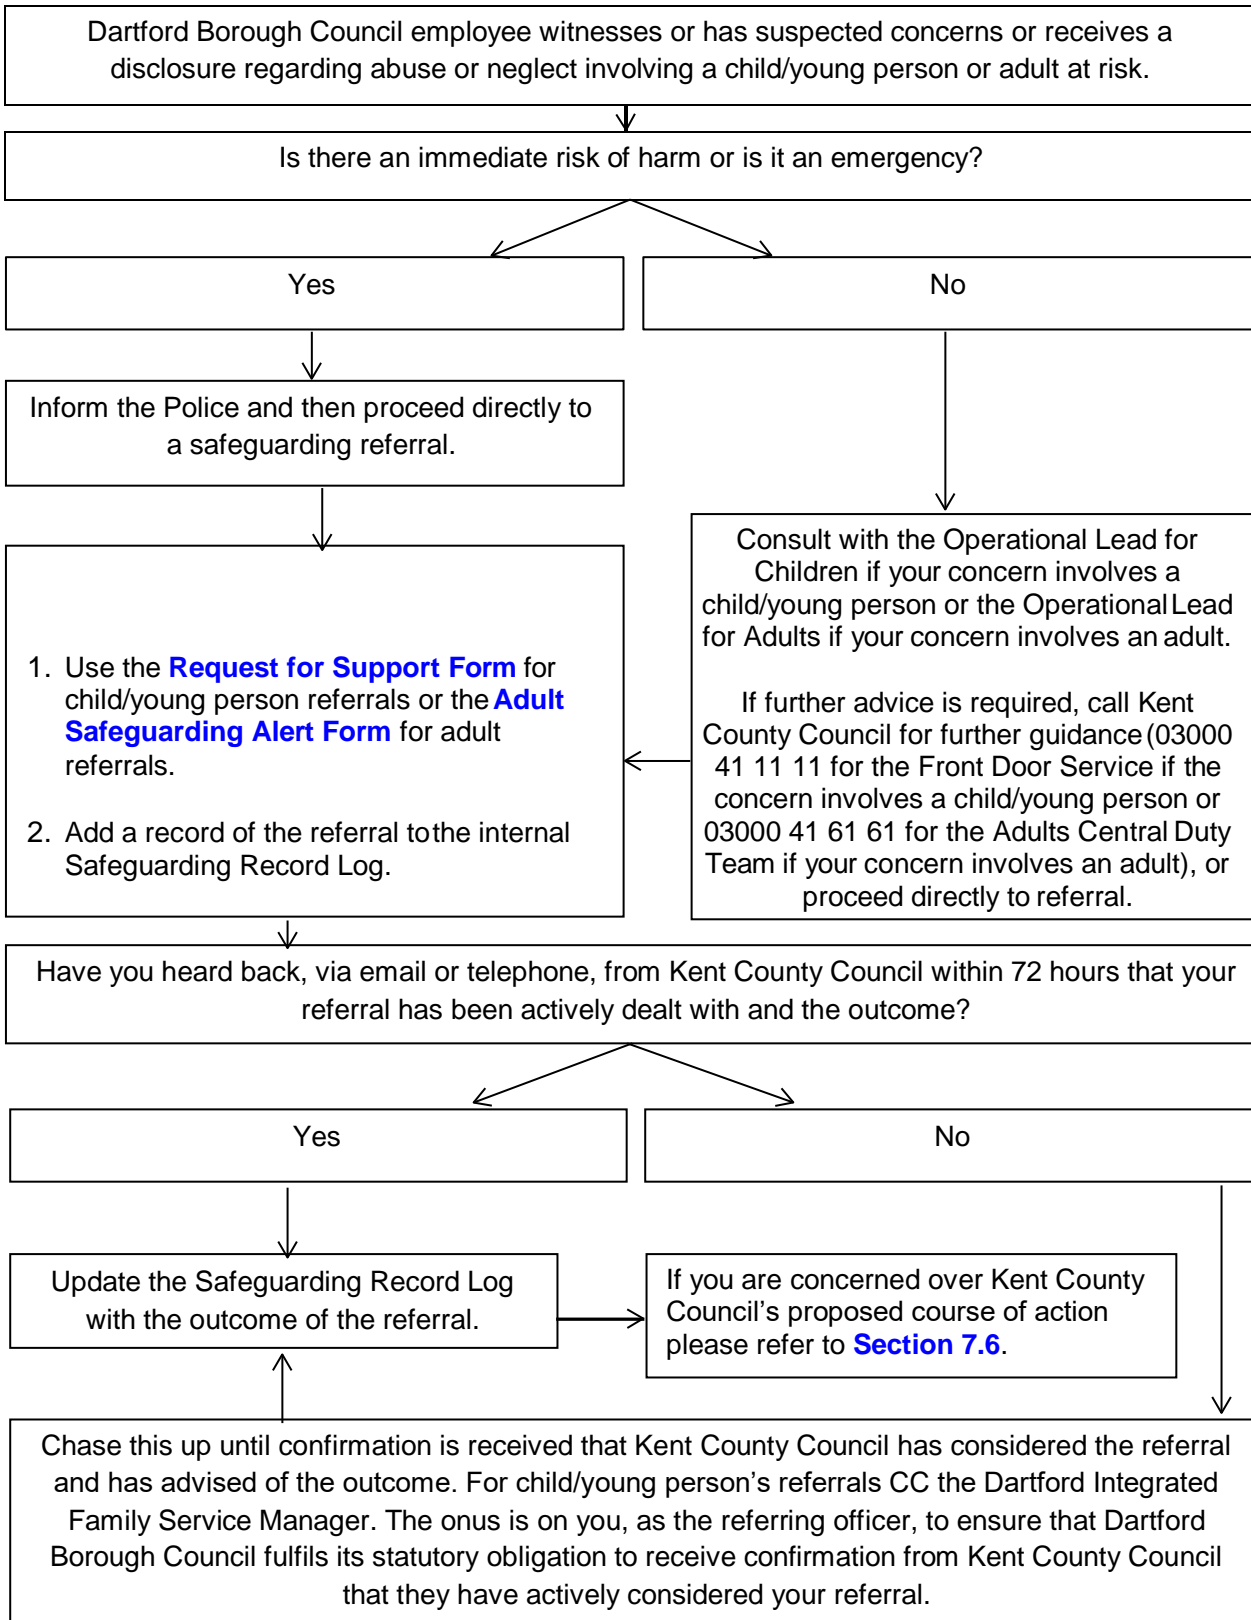 Dartford Borough Council employee witnesses or has suspected concerns or receives a
disclosure regarding abuse or neglect involving a child/young person or adult at risk.
Is there an immediate risk of harm or is it an emergency?
Yes
No
Inform the Police and then proceed directly to
a safeguarding referral.
1. Use the Request for Support Form for
child/young person referrals or the Adult
Safeguarding Alert Form for adult
referrals.
2. Add a record of the referral to the internal
Safeguarding Record Log.
Consult with the Operational Lead for
Children if your concern involves a
child/young person or the Operational Lead
for Adults if your concern involves an adult.
If further advice is required, call Kent
County Council for further guidance (03000
41 11 11 for the Front Door Service if the
concern involves a child/young person or
03000 41 61 61 for the Adults Central Duty
Team if your concern involves an adult), or
proceed directly to referral.
Have you heard back, via email or telephone, from Kent County Council within 72 hours that your
referral has been actively dealt with and the outcome?
Yes
No
Update the Safeguarding Record Log
with the outcome of the referral.
If you are concerned over Kent County
Council's proposed course of action
please refer to Section 7.6.
Chase this up until confirmation is received that Kent County Council has considered the referral
and has advised of the outcome. For child/young person's referrals CC the Dartford Integrated
Family Service Manager. The onus is on you, as the referring officer, to ensure that Dartford
Borough Council fulfils its statutory obligation to receive confirmation from Kent County Council
that they have actively considered your referral.